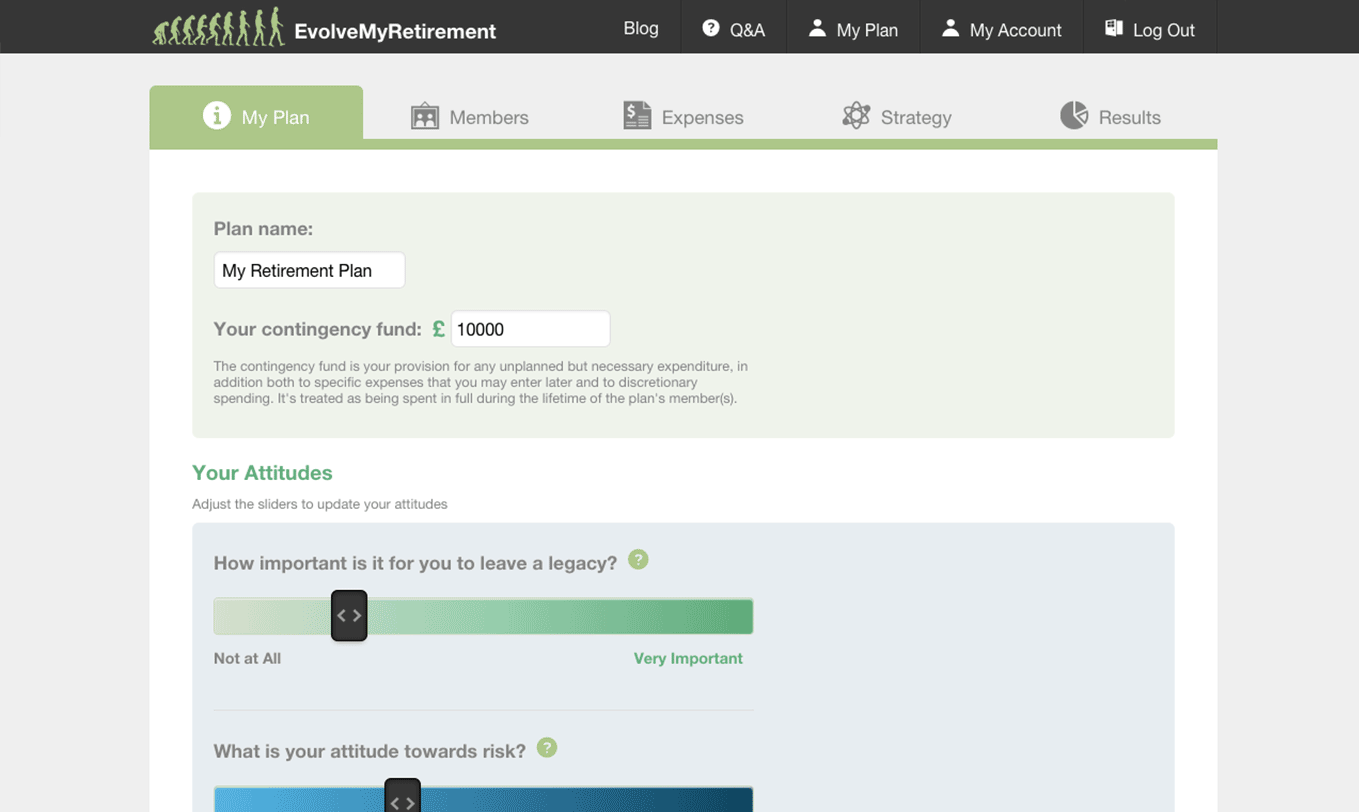 EvolveMyRetirement
Blog
Q&A
My Plan
My Account
Log Out
My Plan
Members
Expenses
Strategy
Results
Plan name:
My Retirement Plan
Your contingency fund: £ 10000
The contingency fund is your provision for any unplanned but necessary expenditure, in
addition both to specific expenses that you may enter later and to discretionary
spending. It's treated as being spent in full during the lifetime of the plan's member(s).
Your Attitudes
Adjust the sliders to update your attitudes
How important is it for you to leave a legacy? ?
Not at All
Very Important
What is your attitude towards risk? ?